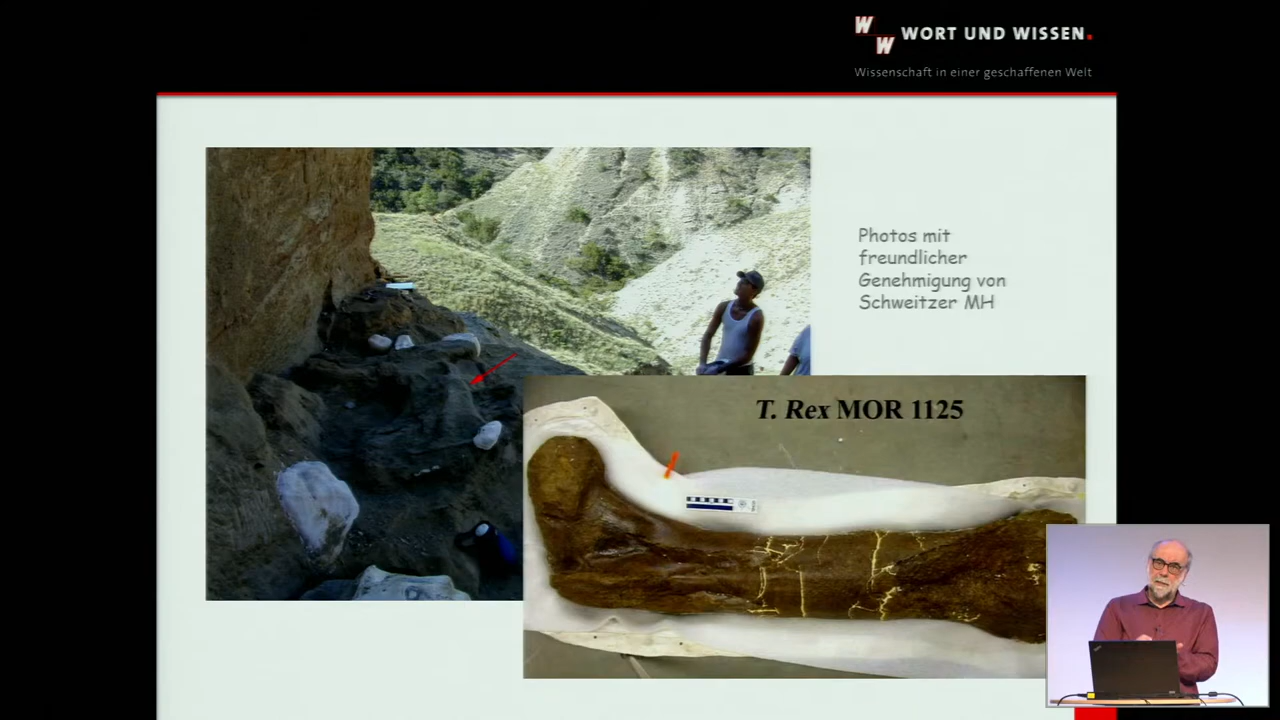 W
W
WORT UND WISSEN.
Wissenschaft in einer geschaffenen Welt
Photos mit
freundlicher
Genehmigung von
Schweitzer MH
T. Rex MOR 1125